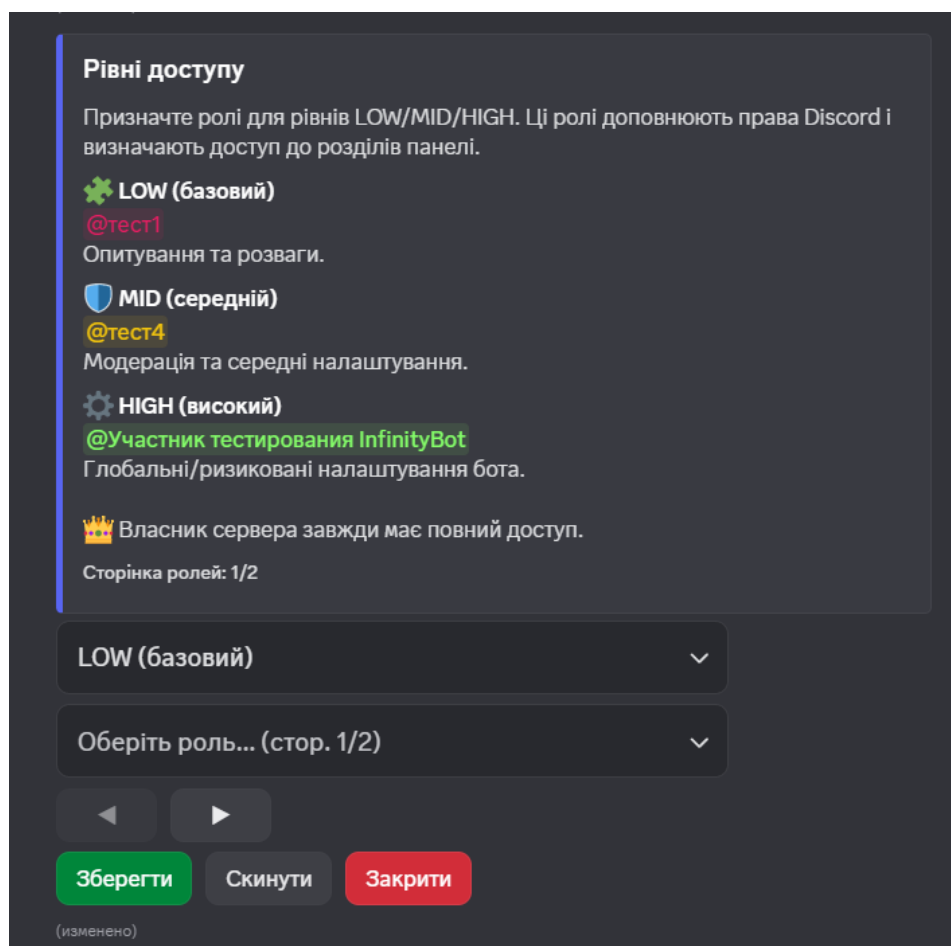 Рівні доступу
Призначте ролі для рівнів LOW/MID/HIGH. Ці ролі доповнюють права Discord і
визначають доступ до розділів панелі.
LOW (базовий)
@тест1
Опитування та розваги.
MID (середній)
@тест4
Модерація та середні налаштування.
HIGH (високий)
@Участник тестирования InfinityBot
Глобальні/ризиковані налаштування бота.
Власник сервера завжди має повний доступ.
Сторінка ролей: 1/2
LOW (базовий)
Оберіть роль... (стор. 1/2)
Зберегти Скинути Закрити
(изменено)